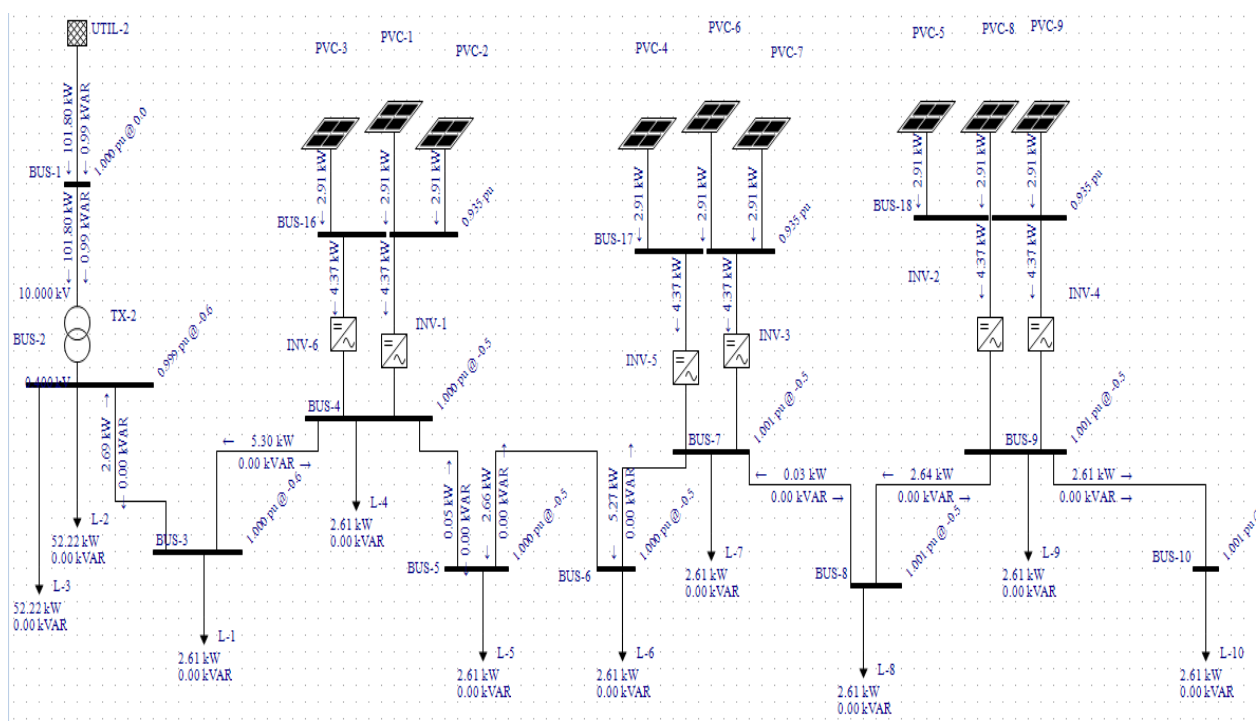 UTIL-2
101.80 kW
0.99 kVAR
BUS-1
1.000 pu @ 0.0
101.80 kW
0.99 kVAR
10.000 kV
TX-2
BUS-2
0.400 kV
0.999 pu @ -0.6
2.69 kW
0.00 kVAR
L-2
52.22 kW
0.00 kVAR
L-3
52.22 kW
0.00 kVAR
BUS-3
1.000 pu @ -0.6
L-1
2.61 kW
0.00 kVAR
PVC-3
PVC-1
PVC-2
2.91 kW
2.91 kW
2.91 kW
BUS-16
0.935 pu
4.37 kW
4.37 kW
INV-6
INV-1
BUS-4
1.000 pu @ -0.5
5.30 kW
0.00 kVAR
L-4
2.61 kW
0.00 kVAR
0.05 kW
0.00 kVAR
BUS-5
1.000 pu @ -0.5
L-5
2.61 kW
0.00 kVAR
2.66 kW
0.00 kVAR
BUS-6
1.000 pu @ -0.5
L-6
2.61 kW
0.00 kVAR
5.27 kW
0.00 kVAR
PVC-4
PVC-6
PVC-7
2.91 kW
2.91 kW
2.91 kW
BUS-17
0.935 pu
4.37 kW
4.37 kW
INV-5
INV-3
BUS-7
1.001 pu @ -0.5
L-7
2.61 kW
0.00 kVAR
0.03 kW
0.00 kVAR
BUS-8
1.001 pu @ -0.5
L-8
2.61 kW
0.00 kVAR
2.64 kW
0.00 kVAR
PVC-5
PVC-8
PVC-9
2.91 kW
2.91 kW
2.91 kW
BUS-18
0.935 pu
4.37 kW
4.37 kW
INV-2
INV-4
BUS-9
1.001 pu @ -0.5
L-9
2.61 kW
0.00 kVAR
2.61 kW
0.00 kVAR
BUS-10
1.001 pu @
L-10
2.61 kW
0.00 kVAR